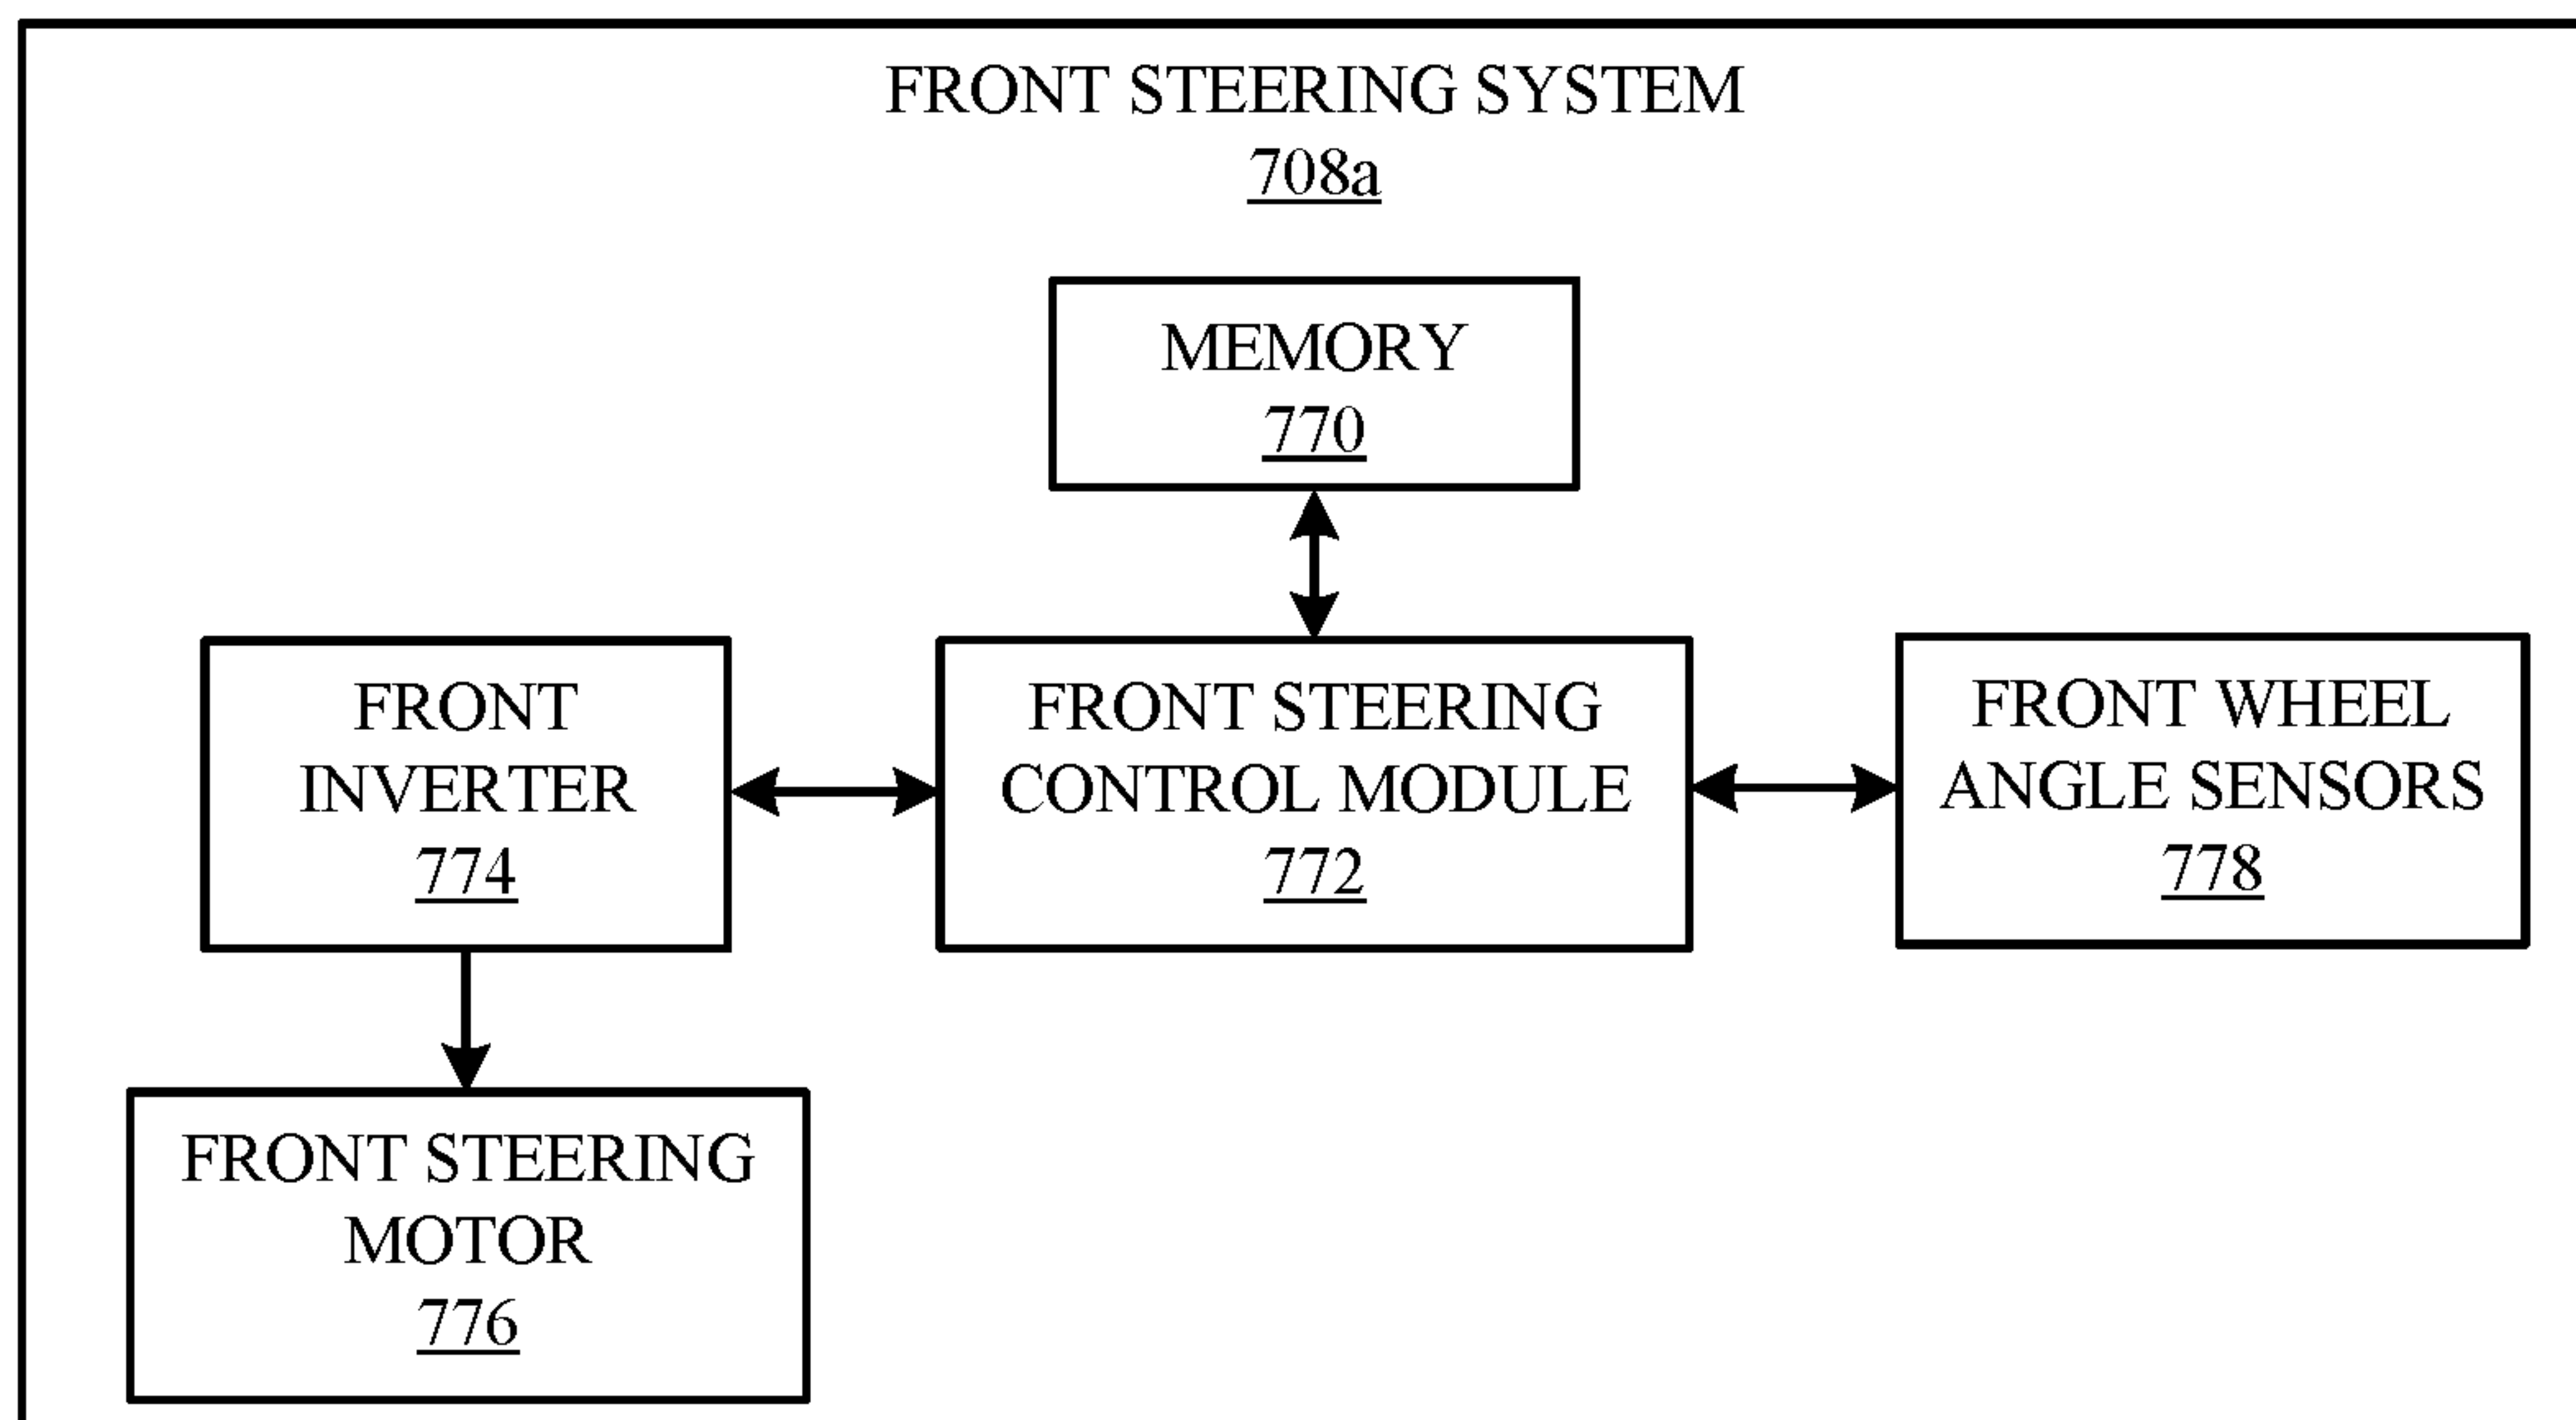 FRONT STEERING SYSTEM
708a
MEMORY
770
FRONT
INVERTER
774
FRONT STEERING
CONTROL MODULE
772
FRONT WHEEL
ANGLE SENSORS
778
FRONT STEERING
MOTOR
776